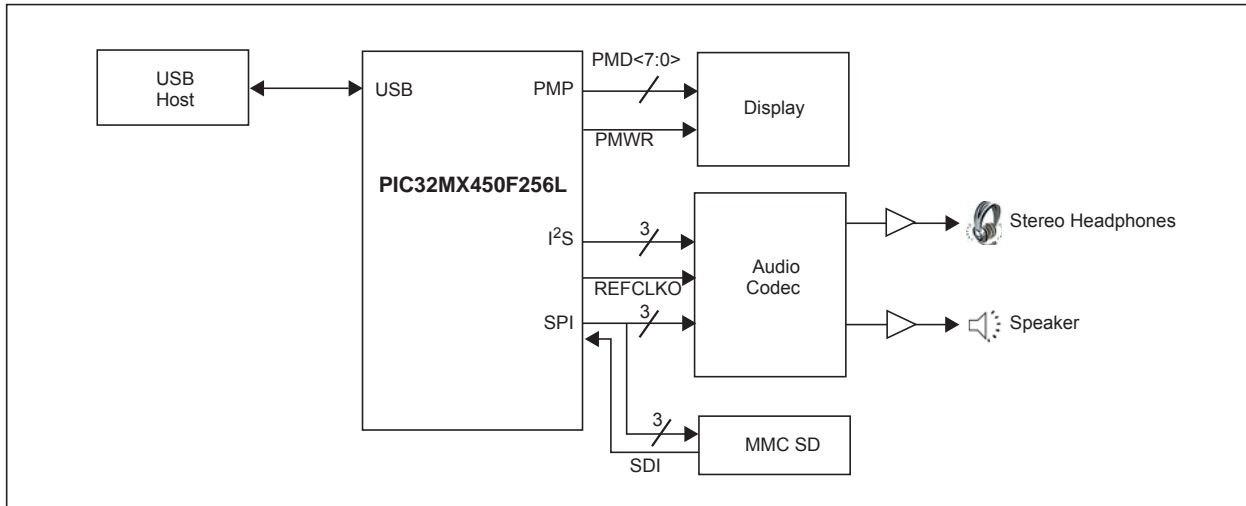 USB
Host
USB
PMP
PMD<7:0>
PMWR
Display
PIC32MX450F256L
I²S
3
REFCLKO
SPI
3
Audio
Codec
Stereo Headphones
Speaker
3
SDI
MMC SD